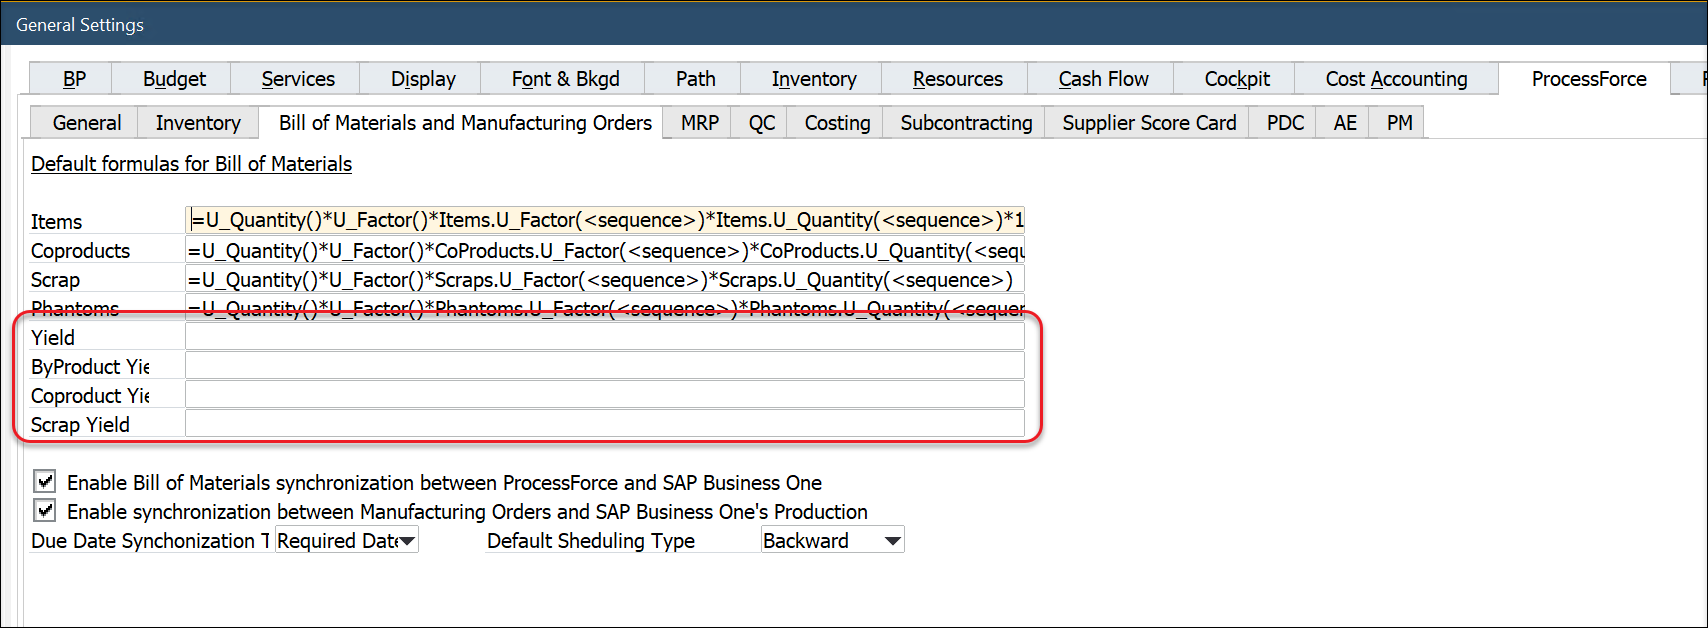 General Settings
BP Budget Services Display Font & Bkgd Path Inventory Resources Cash Flow Cockpit Cost Accounting ProcessForce
General Inventory Bill of Materials and Manufacturing Orders MRP QC Costing Subcontracting Supplier Score Card PDC AE PM
Default formulas for Bill of Materials
Items =U_Quantity()*U_Factor()*Items.U_Factor(<sequence>)*Items.U_Quantity(<sequence>)*1
Coproducts =U_Quantity()*U_Factor()*CoProducts.U_Factor(<sequence>)*CoProducts.U_Quantity(<sequ
Scrap =U_Quantity()*U_Factor()*Scraps.U_Factor(<sequence>)*Scraps.U_Quantity(<sequence>)
Phantoms =U_Quantity()*U_Factor()*Phantoms.U_Factor(<sequence>)*Phantoms.U_Quantity(<sequer
Yield
ByProduct Yie
Coproduct Yie
Scrap Yield
Enable Bill of Materials synchronization between ProcessForce and SAP Business One
Enable synchronization between Manufacturing Orders and SAP Business One's Production
Due Date Synchonization T Required Date Default Sheduling Type Backward